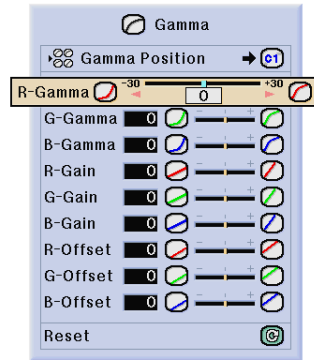 Gamma
Gamma Position C1
R-Gamma -30 0 +30
G-Gamma 0 - +
B-Gamma 0 - +
R-Gain 0 - +
G-Gain 0 - +
B-Gain 0 - +
R-Offset 0 - +
G-Offset 0 - +
B-Offset 0 - +
Reset